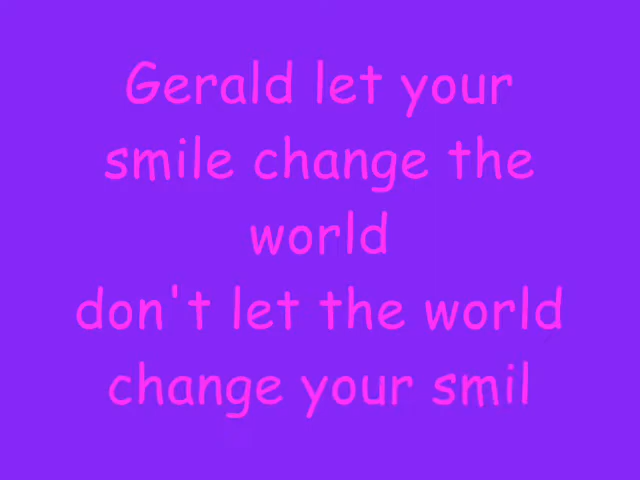 Gerald let your
smile change the
world
don't let the world
change your smil